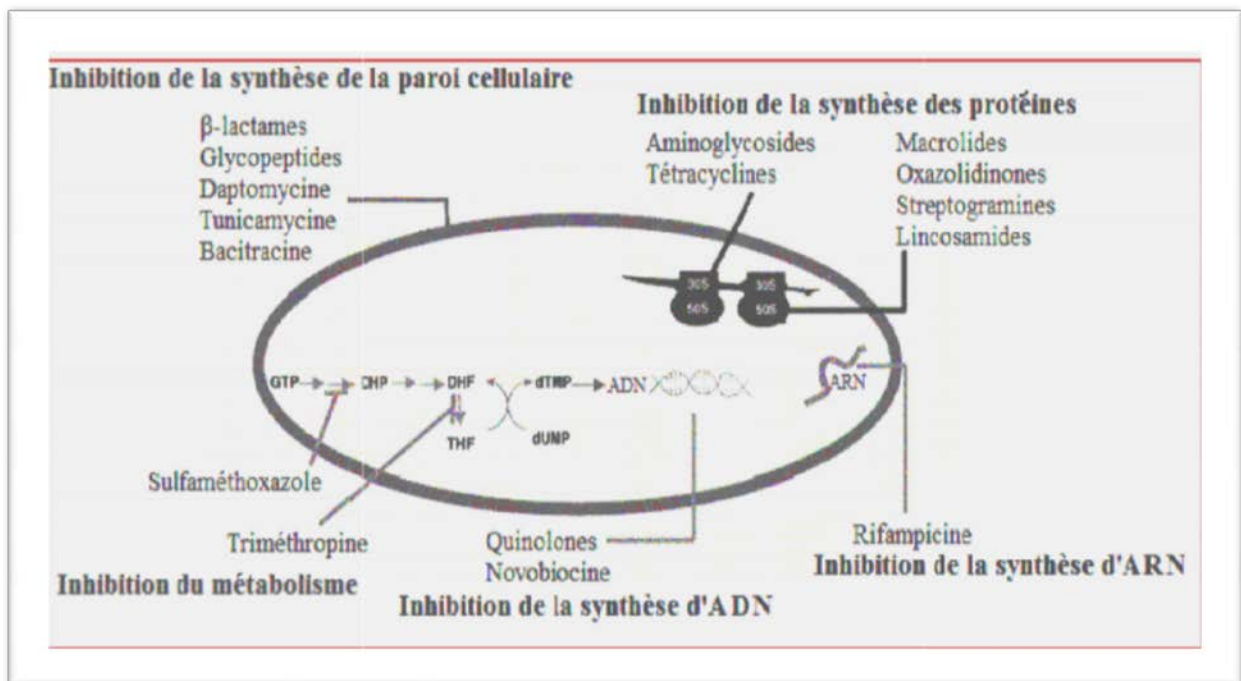 Inhibition de la synthèse de la paroi cellulaire
β-lactames
Glycopeptides
Daptomycine
Tunicamycine
Bacitracine
Inhibition de la synthèse des protéines
Aminoglycosides
Tétracyclines
Macrolides
Oxazolidinones
Streptogramines
Lincosamides
30S 30S
50S 50S
GTP DHP DHF dTMP ADN
THF dUMP
ARN
Sulfaméthoxazole
Triméthropine
Inhibition du métabolisme
Quinolones
Novobiocine
Inhibition de la synthèse d'ADN
Rifampicine
Inhibition de la synthèse d'ARN